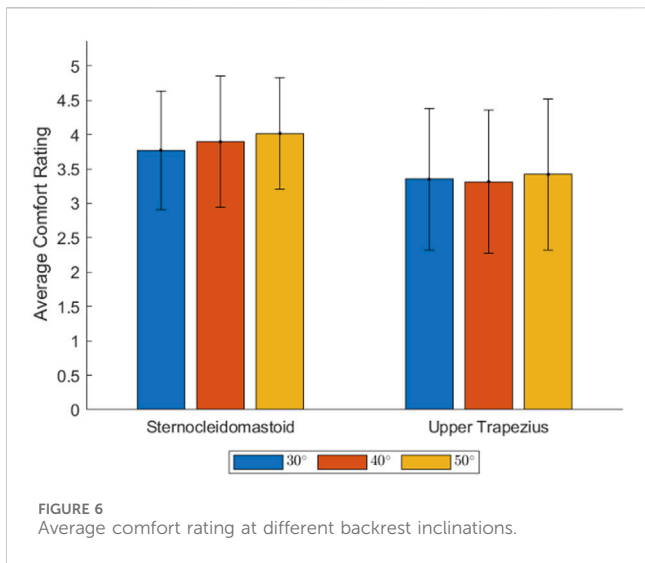 5
4.5
4
3.5
3
2.5
2
1.5
1
0.5
0
Average Comfort Rating
Sternocleidomastoid Upper Trapezius
30° 40° 50°
FIGURE 6
Average comfort rating at different backrest inclinations.